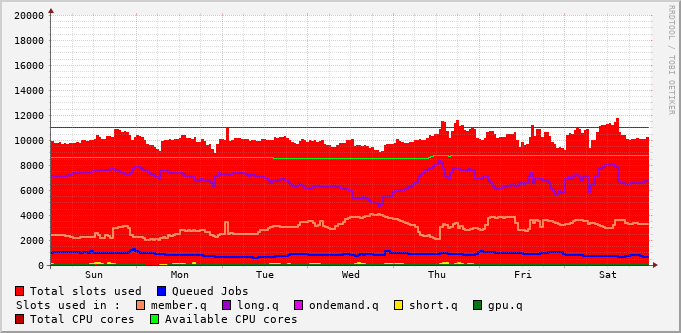 20000
18000
16000
14000
12000
10000
8000
6000
4000
2000
0
Sun Mon Tue Wed Thu Fri Sat
Total slots used Queued Jobs
Slots used in : member.q long.q ondemand.q short.q gpu.q
Total CPU cores Available CPU cores
RRDTOOL / TOBI OETIKER